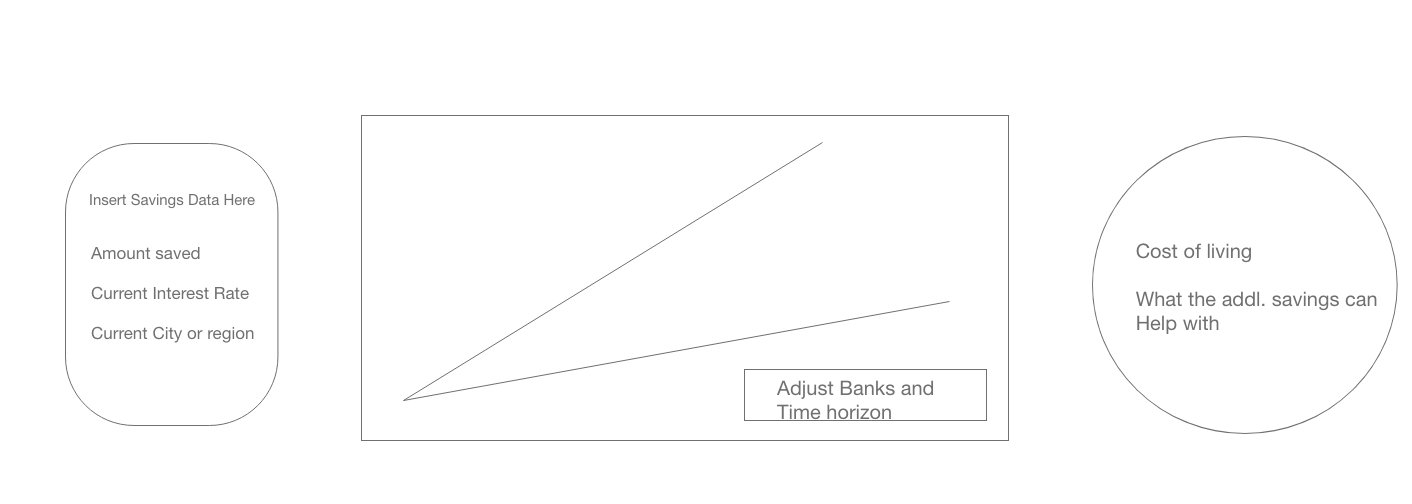 Insert Savings Data Here
Amount saved
Current Interest Rate
Current City or region
Adjust Banks and
Time horizon
Cost of living
What the addl. savings can
Help with